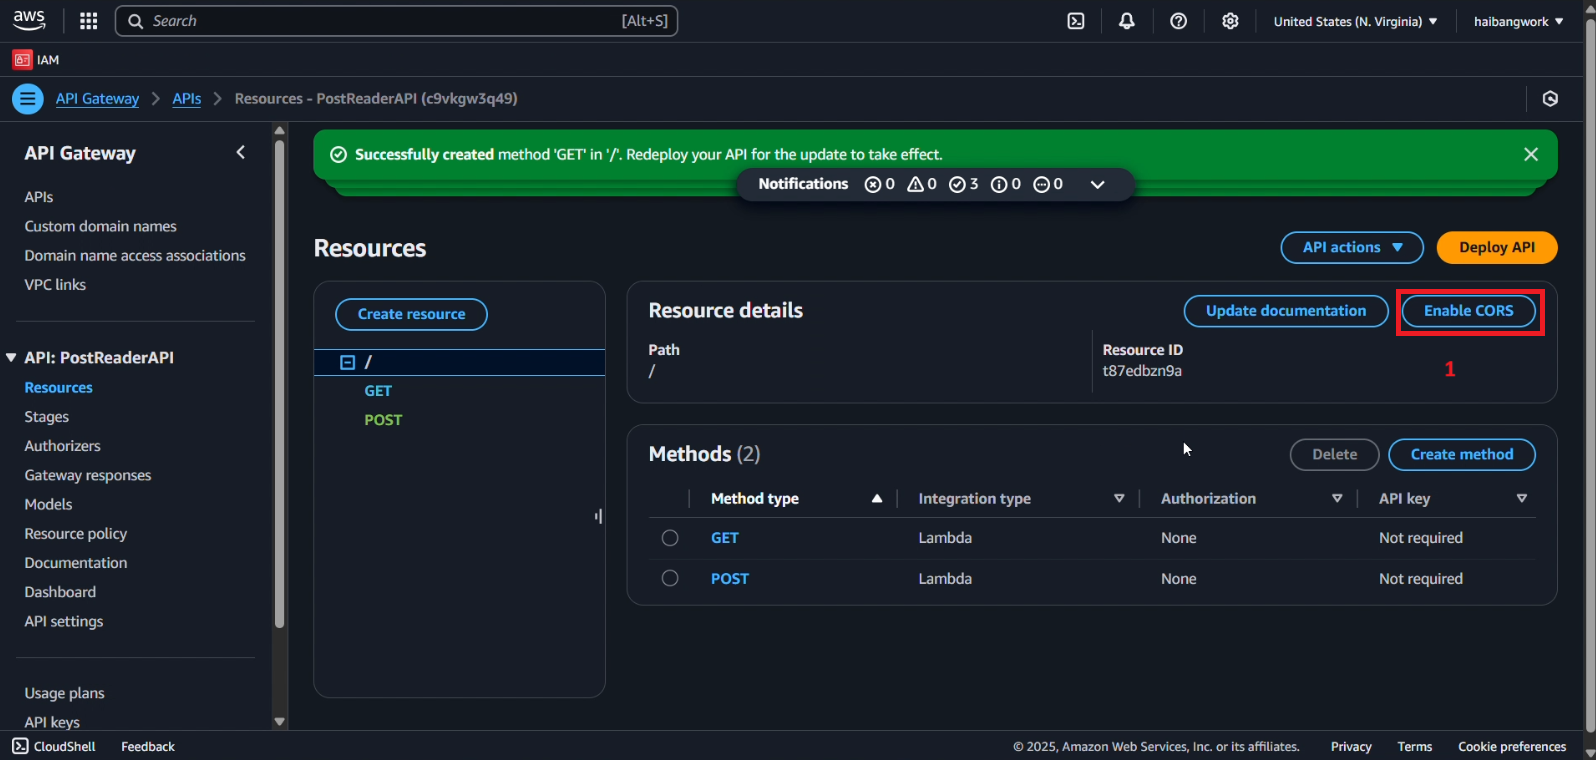 aws
Search [Alt+S]
United States (N. Virginia)
haibangwork
IAM
API Gateway
APIs
Resources - PostReaderAPI (c9vkgw3q49)
API Gateway
APIs
Custom domain names
Domain name access associations
VPC links
API: PostReaderAPI
Resources
Stages
Authorizers
Gateway responses
Models
Resource policy
Documentation
Dashboard
API settings
Usage plans
API keys
Successfully created method 'GET' in '/'. Redeploy your API for the update to take effect.
Notifications 0 0 3 0 0
Resources
API actions
Deploy API
Create resource
/
GET
POST
Resource details
Update documentation
Enable CORS
Path
/
Resource ID
t87edbzn9a
1
Methods (2)
Delete
Create method
Method type Integration type Authorization API key
GET Lambda None Not required
POST Lambda None Not required
CloudShell
Feedback
© 2025, Amazon Web Services, Inc. or its affiliates.
Privacy
Terms
Cookie preferences